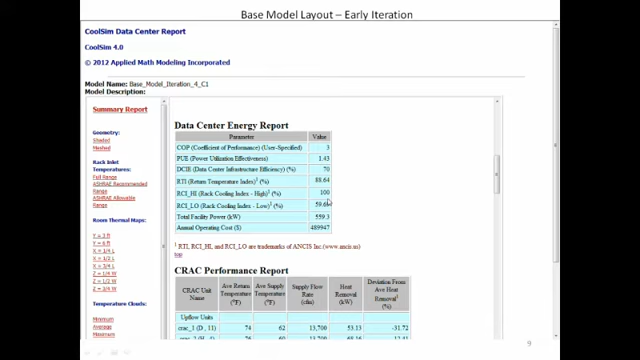 Base Model Layout – Early Iteration
CoolSim Data Center Report
CoolSim 4.0
© 2012 Applied Math Modeling Incorporated
Model Name: Base_Model_Iteration_4_C1
Model Description:
Summary Report
Geometry:
Shaded
Meshed
Rack Inlet
Temperatures:
Full Range
ASHRAE Recommended
Range
ASHRAE Allowable
Range
Room Thermal Maps:
Y = 3 ft
Y = 6 ft
X = 1/4 L
X = 1/2 L
X = 3/4 L
Z = 1/4 W
Z = 1/2 W
Temperature Clouds:
Minimum
Average
Maximum
Data Center Energy Report
Parameter Value
COP (Coefficient of Performance) (User-Specified) 3
PUE (Power Utilization Effectiveness) 1.43
DCIE (Data Center Infrastructure Efficiency) (%) 70
RTI (Return Temperature Index)1 (%) 88.64
RCI_HI (Rack Cooling Index - High)1 (%) 100
RCI_LO (Rack Cooling Index - Low)1 (%)
Total Facility Power (kW) 559.3
Annual Operating Cost ($) 489947
1 RTI, RCI_HI, and RCI_LO are trademarks of ANCIS Inc.(www.ancis.us)
top
CRAC Performance Report
CRAC Unit Name Ave Return Temperature (°F) Ave Supply Temperature (°F) Supply Flow Rate (cfm) Heat Removal (kW) Deviation From Ave Heat Removal1 (%)
Upflow Units
crac_1 (D , 11) 74 62 13,700 53.13 -31.72
9